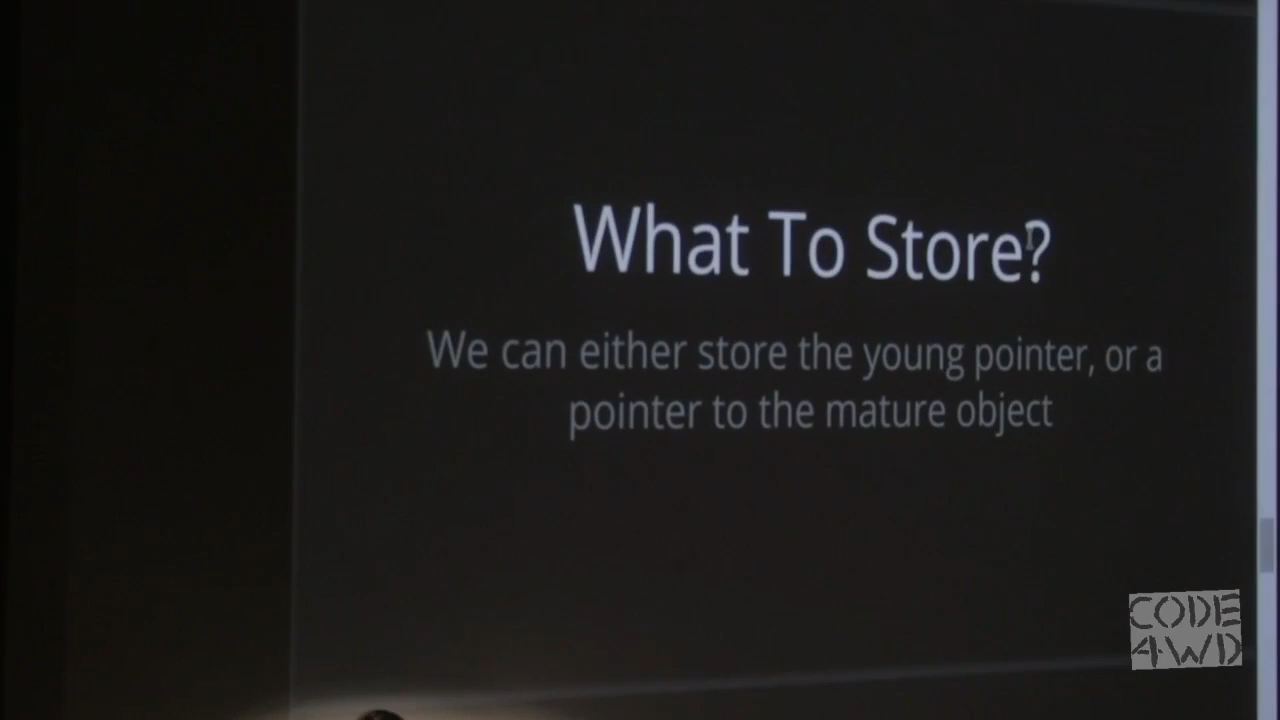 What To Store?
We can either store the young pointer, or a
pointer to the mature object
CODE
4WD